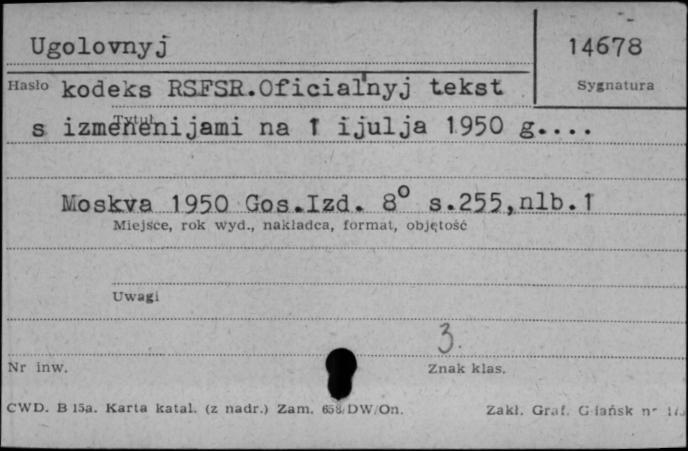 Ugolovnyj
14678
Hasło kodeks RSFSR.Oficial'nyj tekst
Sygnatura
Tytuł
s izmenenijami na 1 ijulja 1950 g....
Moskva 1950 Gos.Izd. 8° s.255,nlb.1
Miejsce, rok wyd., nakładca, format, objętość
Uwagi
3.
Nr inw.
Znak klas.
CWD. B 15a. Karta katal. (z nadr.) Zam. 658/DW/On.
Zakł. Graf. Gdańsk nr